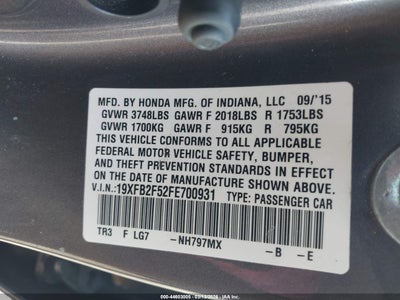 MFD. BY HONDA MFG. OF INDIANA, LLC 09/'15
GVWR 3748LBS GAWR F 2018LBS R 1753LBS
GVWR 1700KG GAWR F 915KG R 795KG
THIS VEHICLE CONFORMS TO ALL APPLICABLE
FEDERAL MOTOR VEHICLE SAFETY, BUMPER,
AND THEFT PREVENTION STANDARDS IN EFFECT
ON THE DATE OF MANUFACTURE SHOWN ABOVE.
V.I.N.: 19XFB2F52FE700931 TYPE: PASSENGER CAR
TR3 F LG7 -NH797MX -B -E